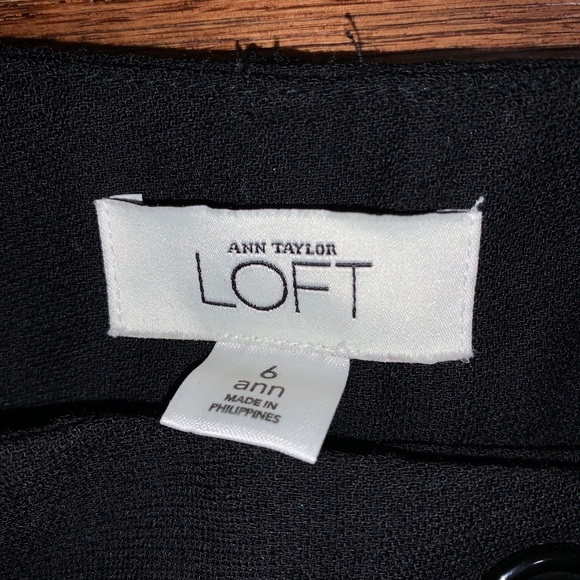 ANN TAYLOR
LOFT
6
ann
MADE IN
PHILIPPINES